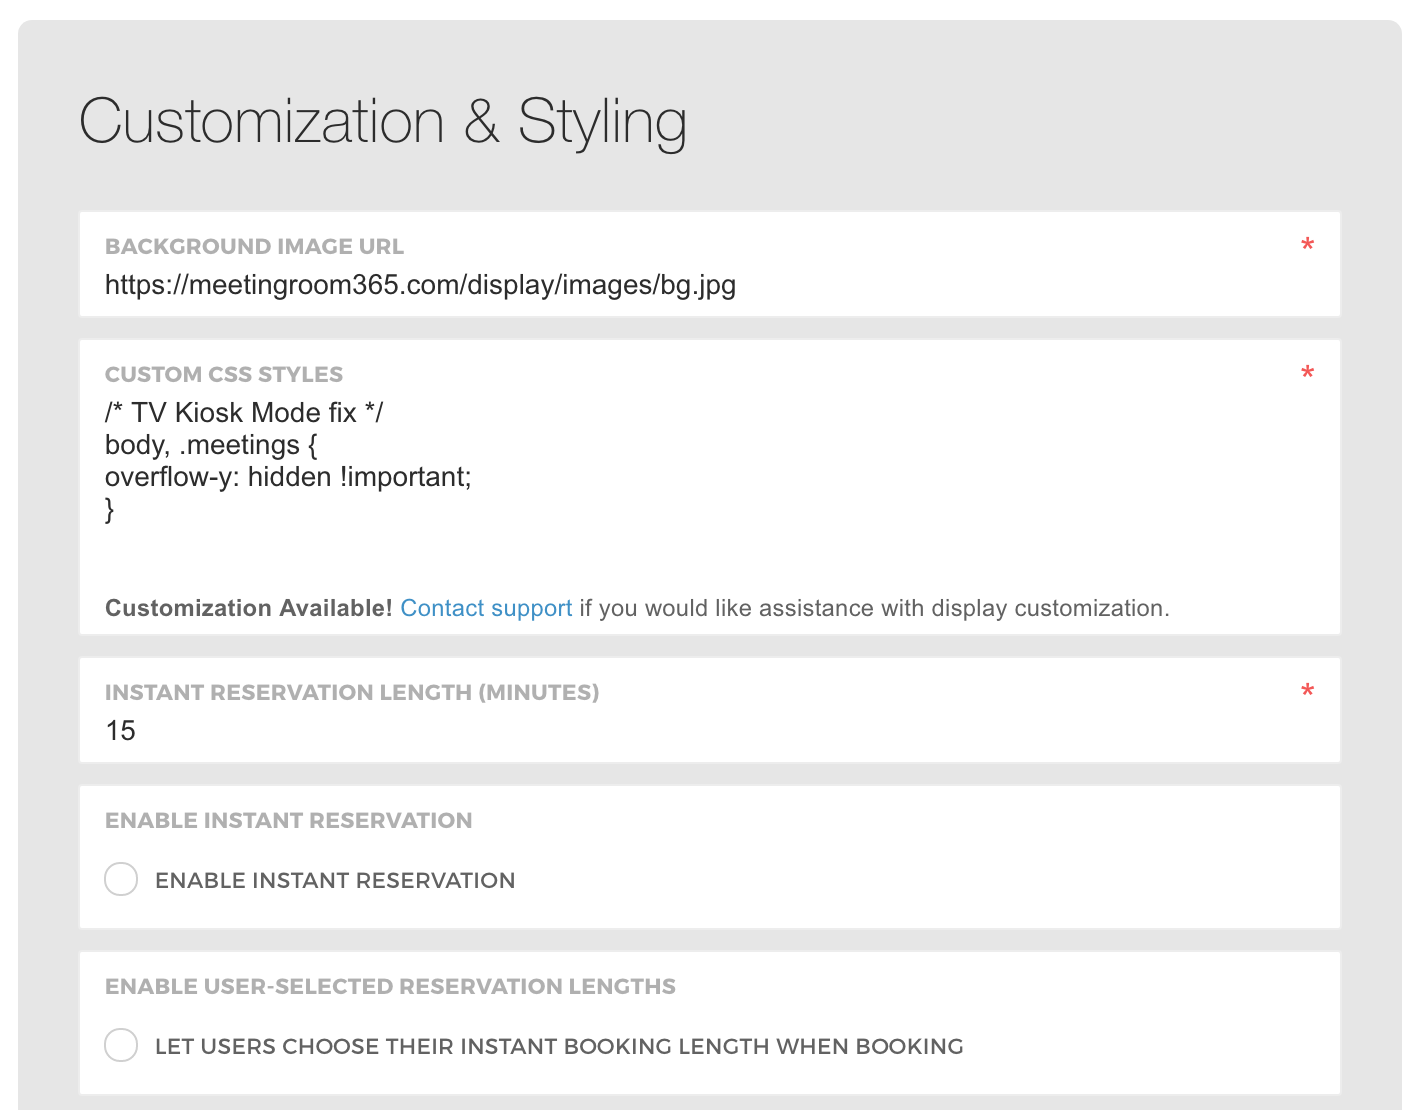 Customization & Styling
BACKGROUND IMAGE URL *
https://meetingroom365.com/display/images/bg.jpg
CUSTOM CSS STYLES *
/* TV Kiosk Mode fix */
body, .meetings {
overflow-y: hidden !important;
}
Customization Available! Contact support if you would like assistance with display customization.
INSTANT RESERVATION LENGTH (MINUTES) *
15
ENABLE INSTANT RESERVATION
ENABLE INSTANT RESERVATION
ENABLE USER-SELECTED RESERVATION LENGTHS
LET USERS CHOOSE THEIR INSTANT BOOKING LENGTH WHEN BOOKING